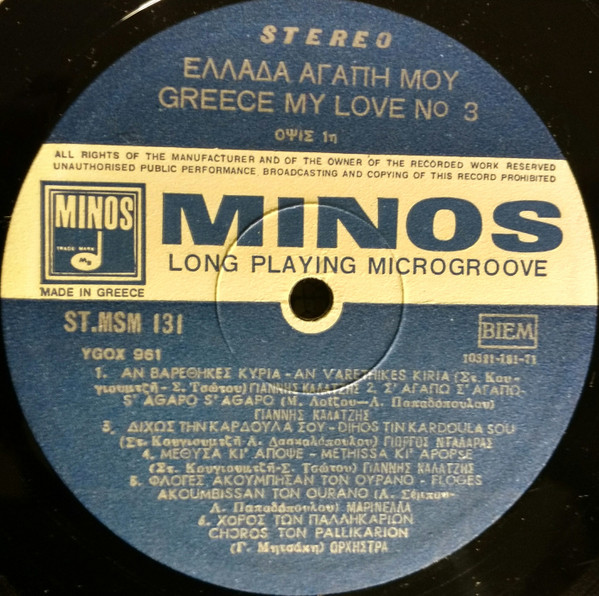 STEREO
ΕΛΛΑΔΑ ΑΓΑΠΗ ΜΟΥ
GREECE MY LOVE No 3
ΟΨΙΣ 1η
ALL RIGHTS OF THE MANUFACTURER AND OF THE OWNER OF THE RECORDED WORK RESERVED
UNAUTHORISED PUBLIC PERFORMANCE, BROADCASTING AND COPYING OF THIS RECORD PROHIBITED
MINOS
TRADE MARK
MINOS
LONG PLAYING MICROGROOVE
MADE IN GREECE
ST.MSM 131
BIEM
YGOX 961
10321-121-71
1. ΑΝ ΒΑΡΕΘΗΚΕΣ ΚΥΡΙΑ - AN VARETHIKES KIRIA (Στ. Κου-
γιουμτζή - Σ. Τσώτου) ΓΙΑΝΝΗΣ ΚΑΛΑΤΖΗΣ 2. Σ' ΑΓΑΠΩ Σ' ΑΓΑΠΩ-
S' AGAPO S' AGAPO (Μ. Λοΐζου—Λ. Παπαδόπουλου)
ΓΙΑΝΝΗΣ ΚΑΛΑΤΖΗΣ
3. ΔΙΧΩΣ ΤΗΝ ΚΑΡΔΟΥΛΑ ΣΟΥ - DIHOS TIN KARDOULA SOU
(Στ. Κουγιουμτζή-Α. Δασκαλόπουλου) ΓΙΩΡΓΟΣ ΝΤΑΛΑΡΑΣ
4. ΜΕΘΥΣΑ ΚΙ' ΑΠΟΨΕ - METHISSA KI' APOPSE
(Στ. Κουγιουμτζή-Σ. Τσώτου) ΓΙΑΝΝΗΣ ΚΑΛΑΤΖΗΣ
5. ΦΛΟΓΕΣ ΑΚΟΥΜΠΗΣΑΝ ΤΟΝ ΟΥΡΑΝΟ - FLOGES
AKOUMBISSAN TON OURANO
Λ. Παπαδόπουλου) ΜΑΡΙΝΕΛΛΑ
6. ΧΟΡΟΣ ΤΩΝ ΠΑΛΛΗΚΑΡΙΩΝ
CHOROS TON PALLIKARION
(Γ. Μητσάκη) ΟΡΧΗΣΤΡΑ